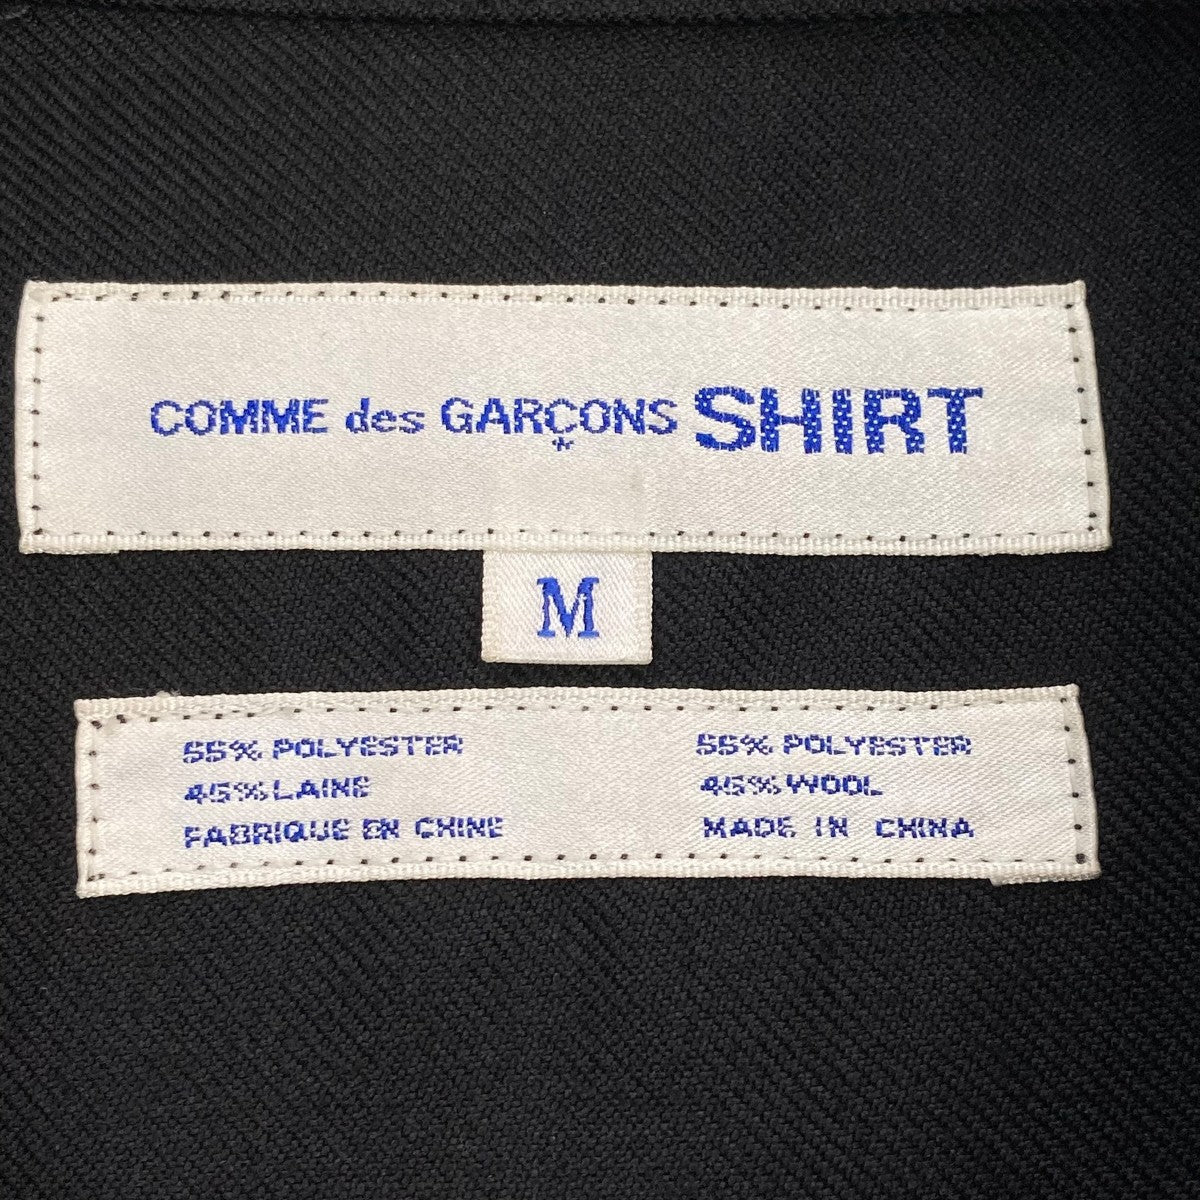 COMME des GARÇONS SHIRT
M
55% POLYESTER
45% LAINE
FABRIQUE EN CHINE
55% POLYESTER
45% WOOL
MADE IN CHINA